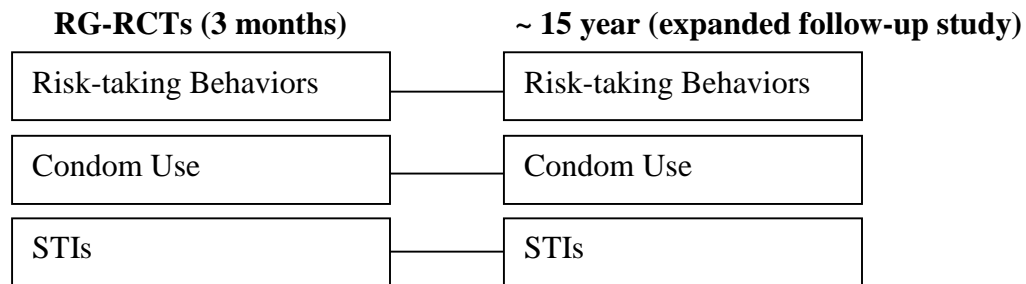 RG-RCTs (3 months) ~ 15 year (expanded follow-up study)
Risk-taking Behaviors Risk-taking Behaviors
Condom Use Condom Use
STIs STIs